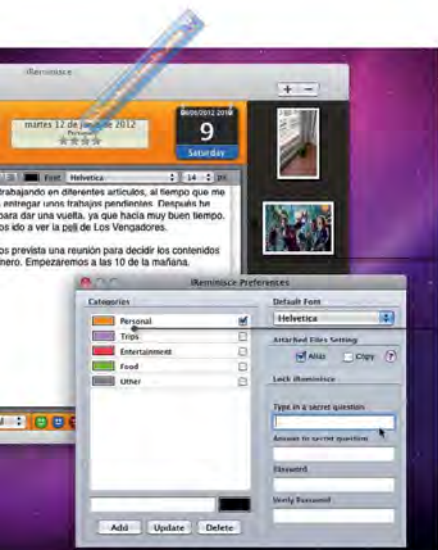 iReminisce
+ −
martes 12 de junio de 2012
Personal
9
Saturday
Font Helvetica 14 px
trabajando en diferentes artículos, al tiempo que me
entregar unos trabajos pendientes. Después he
para dar una vuelta, ya que hacía muy buen tiempo.
os ido a ver la peli de Los Vengadores.
os prevista una reunión para decidir los contenidos
mero. Empezaremos a las 10 de la mañana.
iReminisce Preferences
Categories
Personal
Trips
Entertainment
Food
Other
Add Update Delete
Default Font
Helvetica
Attached Files Setting
Alias Copy ?
Lock iReminisce
Type in a secret question
Answer to secret question
Password
Verify Password